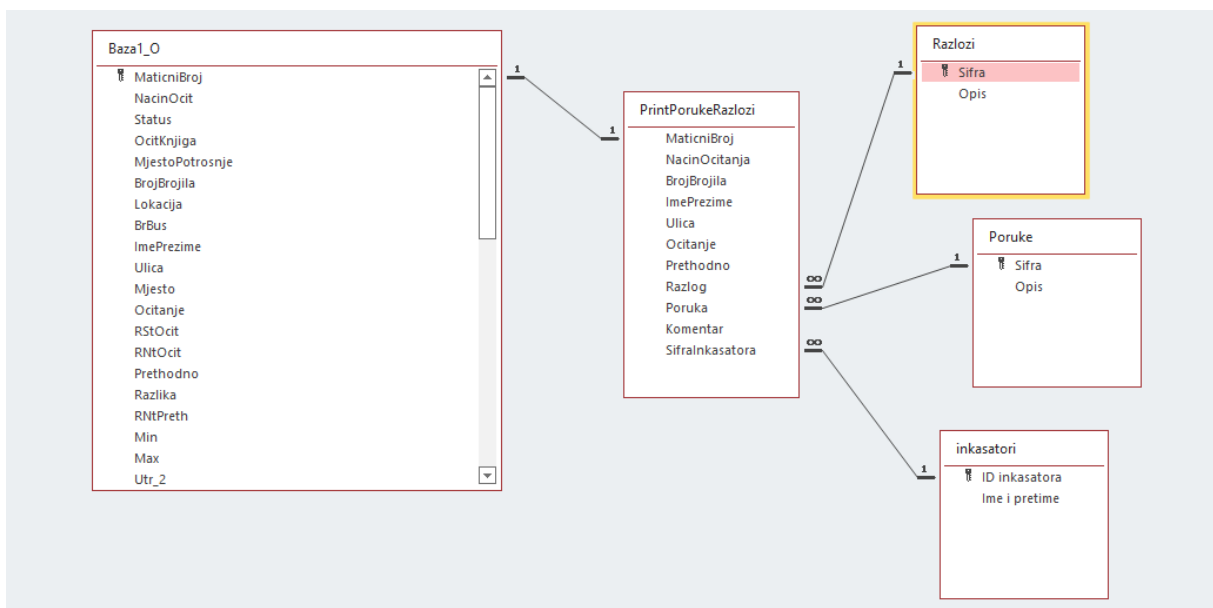 Baza1_O
MaticniBroj
NacinOcit
Status
OcitKnjiga
MjestoPotrosnje
BrojBrojila
Lokacija
BrBus
ImePrezime
Ulica
Mjesto
Ocitanje
RStOcit
RNtOcit
Prethodno
Razlika
RNtPreth
Min
Max
Utr_2
1
1
PrintPorukeRazlozi
MaticniBroj
NacinOcitanja
BrojBrojila
ImePrezime
Ulica
Ocitanje
Prethodno
Razlog
Poruka
Komentar
SifraInkasatora
∞
∞
∞
1
Razlozi
Sifra
Opis
1
Poruke
Sifra
Opis
1
inkasatori
ID inkasatora
Ime i pretime